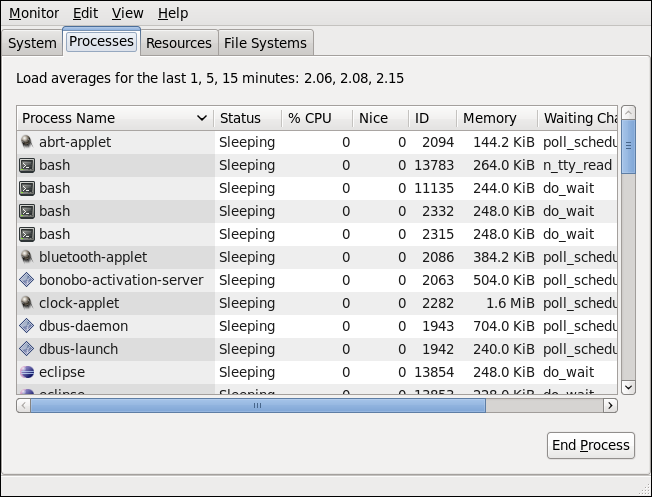 Monitor Edit View Help
System Processes Resources File Systems
Load averages for the last 1, 5, 15 minutes: 2.06, 2.08, 2.15
Process Name Status % CPU Nice ID Memory Waiting Cha
abrt-applet Sleeping 0 0 2094 144.2 KiB poll_schedu
bash Sleeping 0 0 13783 264.0 KiB n_tty_read
bash Sleeping 0 0 11135 244.0 KiB do_wait
bash Sleeping 0 0 2332 248.0 KiB do_wait
bash Sleeping 0 0 2315 248.0 KiB do_wait
bluetooth-applet Sleeping 0 0 2086 384.2 KiB poll_schedu
bonobo-activation-server Sleeping 0 0 2063 504.0 KiB poll_schedu
clock-applet Sleeping 0 0 2282 1.6 MiB poll_schedu
dbus-daemon Sleeping 0 0 1943 704.0 KiB poll_schedu
dbus-launch Sleeping 0 0 1942 240.0 KiB poll_schedu
eclipse Sleeping 0 0 13854 248.0 KiB do_wait
eclipse Sleeping 0 0 13853 228.0 KiB do_wait
End Process